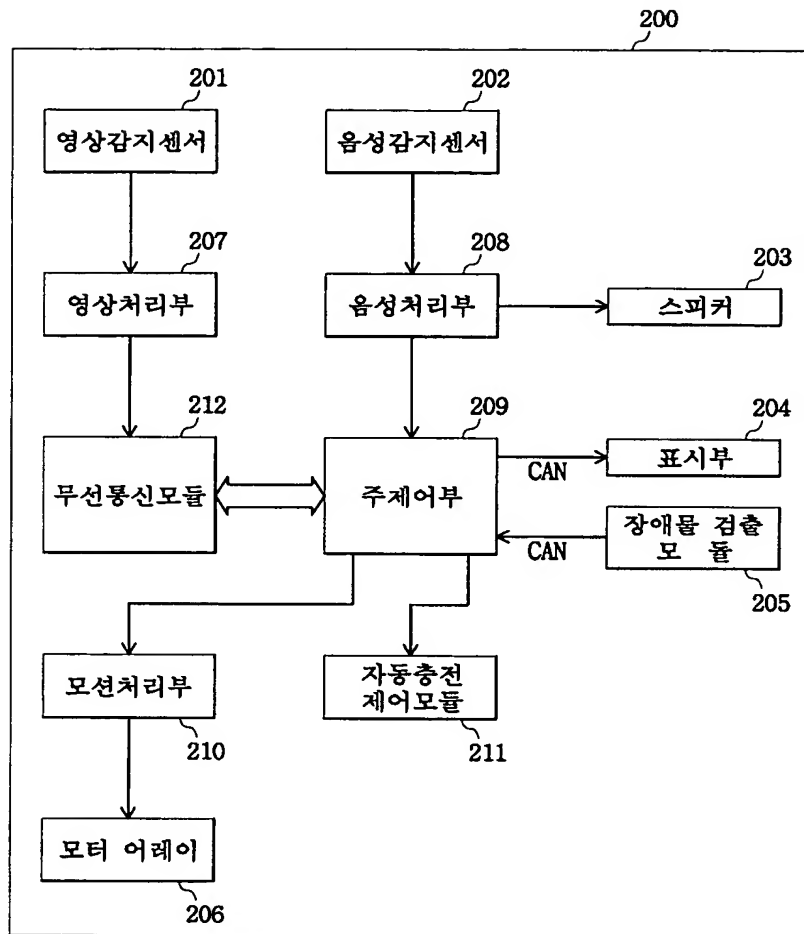 200
201
202
영상감지센서
음성감지센서
207
208
203
영상처리부
음성처리부
스피커
212
209
204
무선통신모듈
주제어부
CAN
표시부
CAN
장애물 검출
모 듈
205
모션처리부
자동충전
제어모듈
210
211
모터 어레이
206